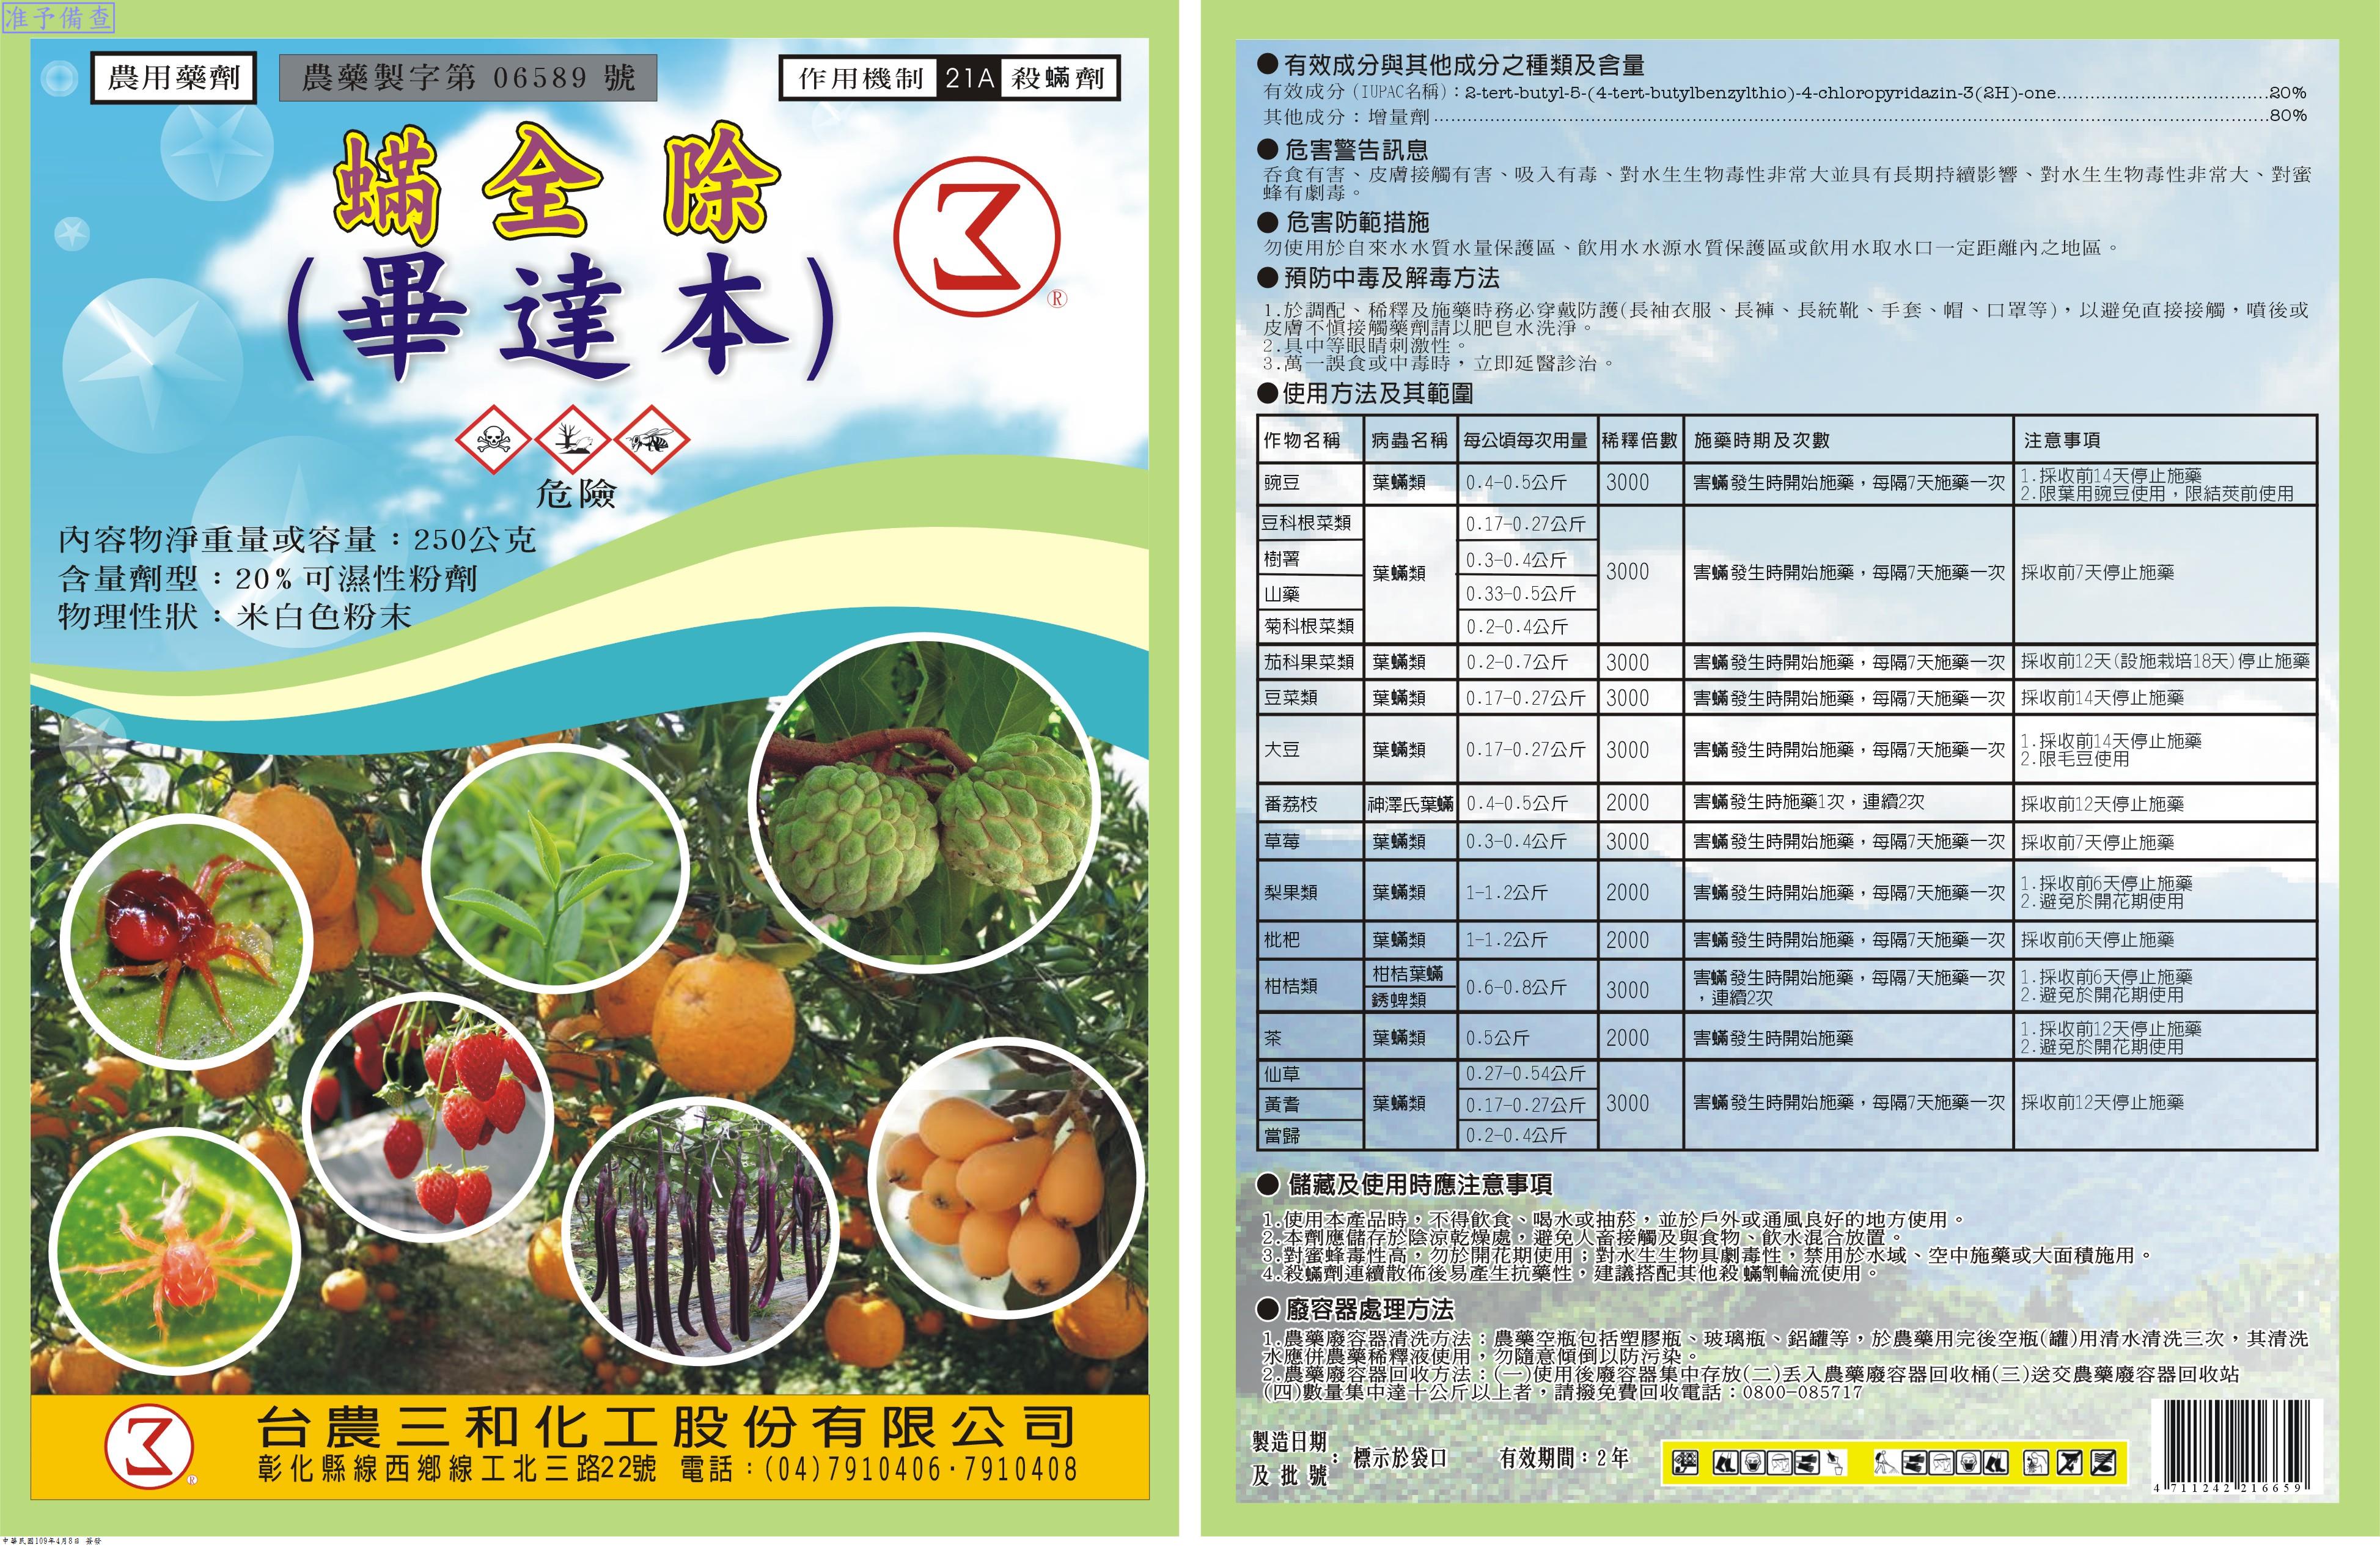 准予備查
農用藥劑
農藥製字第 06589 號
作用機制 21A 殺蟎劑
蟎全除
(畢達本)
®
危險
內容物淨重量或容量：250公克
含量劑型：20%可濕性粉劑
物理性狀：米白色粉末
®
台農三和化工股份有限公司
彰化縣線西鄉線工北三路22號 電話：(04)7910406·7910408
中華民國109年4月8日 簽發
● 有效成分與其他成分之種類及含量
有效成分(IUPAC名稱)：2-tert-butyl-5-(4-tert-butylbenzylthio)-4-chloropyridazin-3(2H)-one....................................20%
其他成分：增量劑....................................80%
● 危害警告訊息
吞食有害、皮膚接觸有害、吸入有毒、對水生生物毒性非常大並具有長期持續影響、對水生生物毒性非常大、對蜜
蜂有劇毒。
● 危害防範措施
勿使用於自來水水質水量保護區、飲用水水源水質保護區或飲用水取水口一定距離內之地區。
● 預防中毒及解毒方法
1.於調配、稀釋及施藥時務必穿戴防護(長袖衣服、長褲、長統靴、手套、帽、口罩等)，以避免直接接觸，噴後或
皮膚不慎接觸藥劑請以肥皂水洗淨。
2.具中等眼睛刺激性。
3.萬一誤食或中毒時，立即延醫診治。
●使用方法及其範圍
作物名稱 病蟲名稱 每公頃每次用量 稀釋倍數 施藥時期及次數 注意事項
豌豆 葉蟎類 0.4-0.5公斤 3000 害蟎發生時開始施藥，每隔7天施藥一次 1.採收前14天停止施藥
2.限葉用豌豆使用，限結莢前使用
豆科根菜類 0.17-0.27公斤
樹薯 0.3-0.4公斤
葉蟎類 3000 害蟎發生時開始施藥，每隔7天施藥一次 採收前7天停止施藥
山藥 0.33-0.5公斤
菊科根菜類 0.2-0.4公斤
茄科果菜類 葉蟎類 0.2-0.7公斤 3000 害蟎發生時開始施藥，每隔7天施藥一次 採收前12天(設施栽培18天)停止施藥
豆菜類 葉蟎類 0.17-0.27公斤 3000 害蟎發生時開始施藥，每隔7天施藥一次 採收前14天停止施藥
大豆 葉蟎類 0.17-0.27公斤 3000 害蟎發生時開始施藥，每隔7天施藥一次 1.採收前14天停止施藥
2.限毛豆使用
番荔枝 神澤氏葉蟎 0.4-0.5公斤 2000 害蟎發生時施藥1次，連續2次 採收前12天停止施藥
草莓 葉蟎類 0.3-0.4公斤 3000 害蟎發生時開始施藥，每隔7天施藥一次 採收前7天停止施藥
梨果類 葉蟎類 1-1.2公斤 2000 害蟎發生時開始施藥，每隔7天施藥一次 1.採收前6天停止施藥
2.避免於開花期使用
枇杷 葉蟎類 1-1.2公斤 2000 害蟎發生時開始施藥，每隔7天施藥一次 採收前6天停止施藥
柑桔類 柑桔葉蟎 0.6-0.8公斤 3000 害蟎發生時開始施藥，每隔7天施藥一次 1.採收前6天停止施藥
銹蜱類 ，連續2次 2.避免於開花期使用
茶 葉蟎類 0.5公斤 2000 害蟎發生時開始施藥 1.採收前12天停止施藥
2.避免於開花期使用
仙草 0.27-0.54公斤
黃耆 葉蟎類 0.17-0.27公斤 3000 害蟎發生時開始施藥，每隔7天施藥一次 採收前12天停止施藥
當歸 0.2-0.4公斤
● 儲藏及使用時應注意事項
1.使用本產品時，不得飲食、喝水或抽菸，並於戶外或通風良好的地方使用。
2.本劑應儲存於陰涼乾燥處，避免人畜接觸及與食物、飲水混合放置。
3.對蜜蜂毒性高，勿於開花期使用；對水生生物具劇毒性，禁用於水域、空中施藥或大面積施用。
4.殺蟎劑連續散佈後易產生抗藥性，建議搭配其他殺蟎劑輪流使用。
● 廢容器處理方法
1.農藥廢容器清洗方法：農藥空瓶包括塑膠瓶、玻璃瓶、鋁罐等，於農藥用完後空瓶(罐)用清水清洗三次，其清洗
水應併農藥稀釋液使用，勿隨意傾倒以防污染。
2.農藥廢容器回收方法：(一)使用後廢容器集中存放(二)丟入農藥廢容器回收桶(三)送交農藥廢容器回收站
(四)數量集中達十公斤以上者，請撥免費回收電話：0800-085717
製造日期
及批號：標示於袋口 有效期間：2年
4 711242 216659